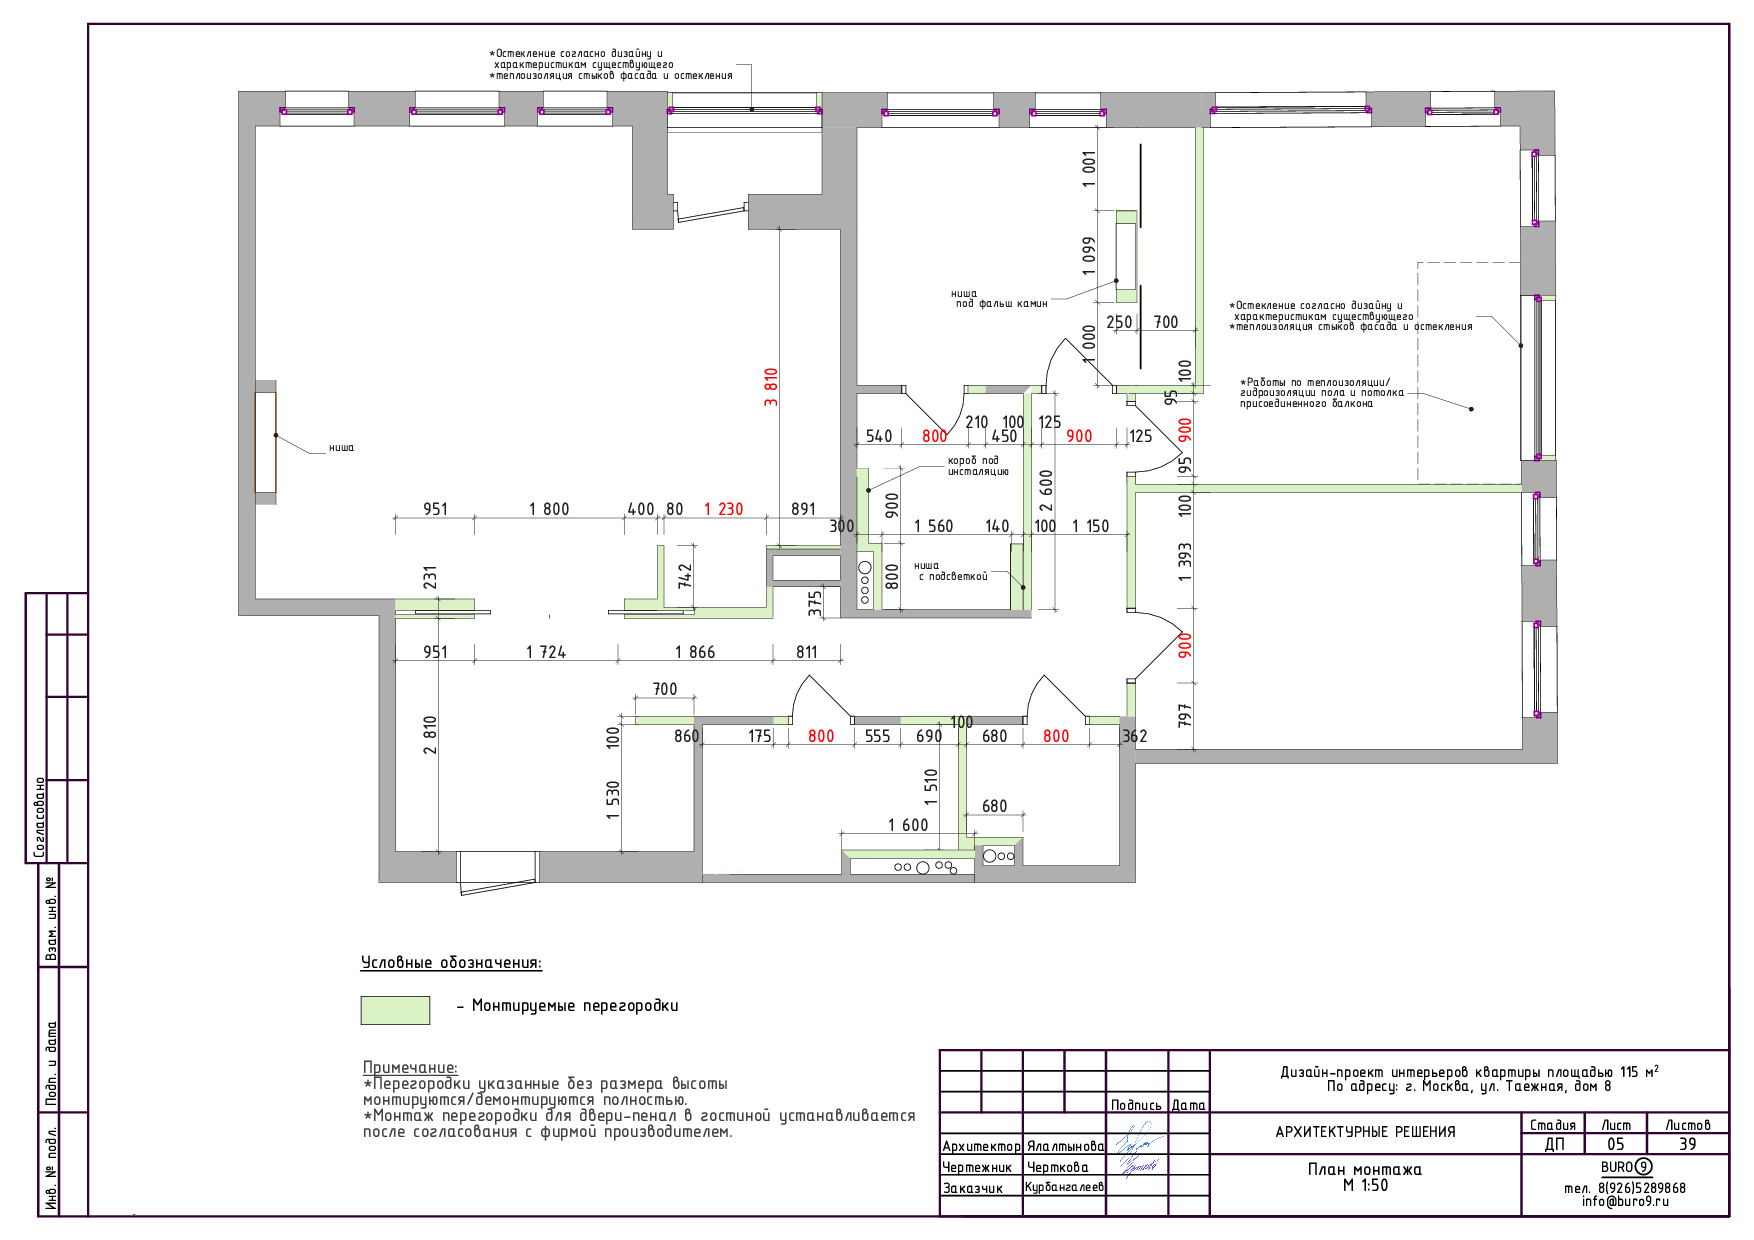 *Остекление согласно дизайну и
характеристикам существующего
*теплоизоляция стыков фасада и остекления
1 001
1 099
1 000
ниша
под фальш камин
250
700
100
*Остекление согласно дизайну и
характеристикам существующего
*теплоизоляция стыков фасада и остекления
*Работы по теплоизоляции/
гидроизоляции пола и потолка
присоединенного балкона
3 810
ниша
95
900
95
100
210
100
125
540
800
450
900
125
короб под
инсталяцию
2 600
900
951
1 800
400
80
1 230
891
300
1 560
140
100
1 150
ниша
с подсветкой
800
231
742
375
1 393
900
797
951
1 724
1 866
811
700
2 810
100
1 530
860
175
800
555
690
100
680
800
362
1 510
1 600
680
Условные обозначения:
- Монтируемые перегородки
Примечание:
*Перегородки указанные без размера высоты
монтируются/демонтируются полностью.
*Монтаж перегородки для двери-пенал в гостиной устанавливается
после согласования с фирмой производителем.
Согласовано
Взам. инв. №
Подп. и дата
Инв. № подл.
Дизайн-проект интерьеров квартиры площадью 115 м²
По адресу: г. Москва, ул. Таежная, дом 8
Подпись Дата
АРХИТЕКТУРНЫЕ РЕШЕНИЯ
Стадия Лист Листов
ДП 05 39
Архитектор Ялалтынова
Чертежник Черткова
Заказчик Курбангалеев
План монтажа
М 1:50
BURO 9
тел. 8(926)5289868
info@buro9.ru